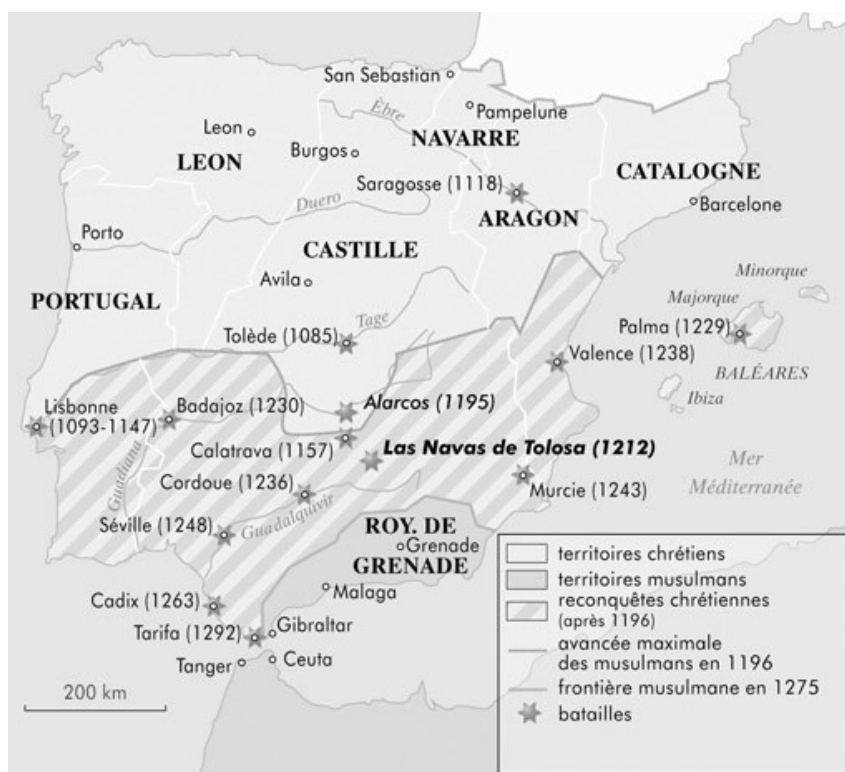 San Sebastian
Èbre
Pampelune
Leon
NAVARRE
LEON
Burgos
CATALOGNE
Saragosse (1118)
Duero
Barcelone
ARAGON
Porto
CASTILLE
Minorque
Avila
Majorque
PORTUGAL
Tage
Palma (1229)
Tolède (1085)
Valence (1238)
BALÉARES
Ibiza
Lisbonne
(1093-1147)
Badajoz (1230)
Alarcos (1195)
Calatrava (1157)
Las Navas de Tolosa (1212)
Mer
Méditerranée
Guadiana
Cordoue (1236)
Murcie (1243)
Séville (1248)
Guadalquivir
ROY. DE
GRENADE
Grenade
Malaga
Cadix (1263)
Tarifa (1292)
Gibraltar
Tanger
Ceuta
200 km
territoires chrétiens
territoires musulmans
reconquêtes chrétiennes
(après 1196)
avancée maximale
des musulmans en 1196
frontière musulmane en 1275
batailles